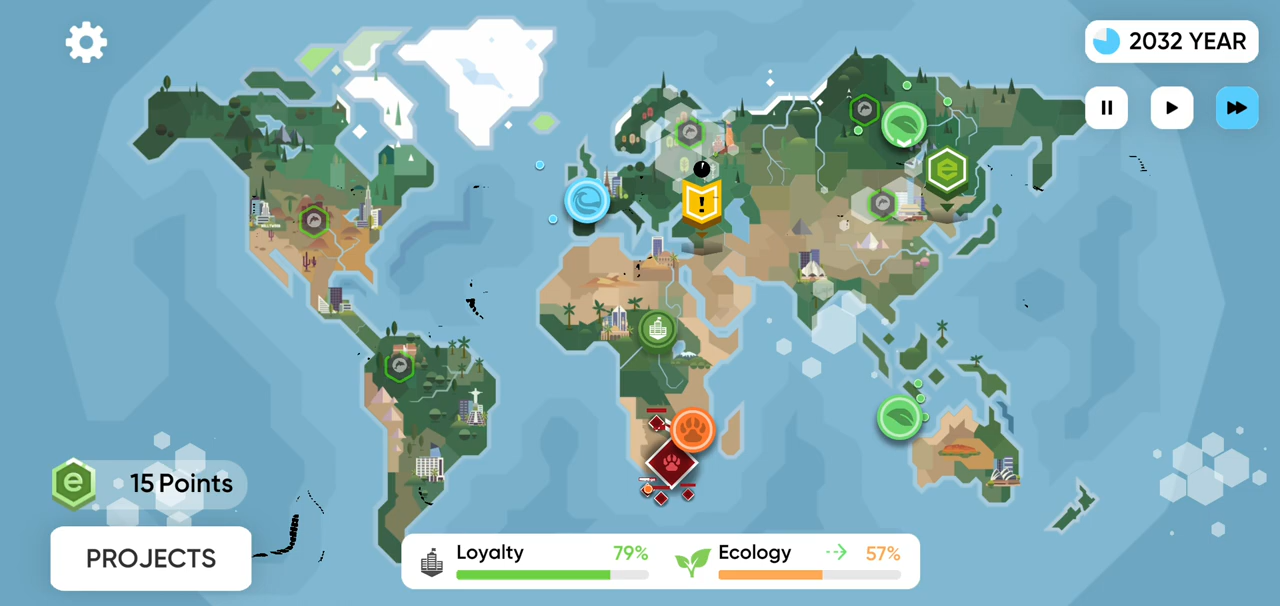 2032 YEAR
!
e
e
15 Points
PROJECTS
Loyalty 79%
Ecology 57%